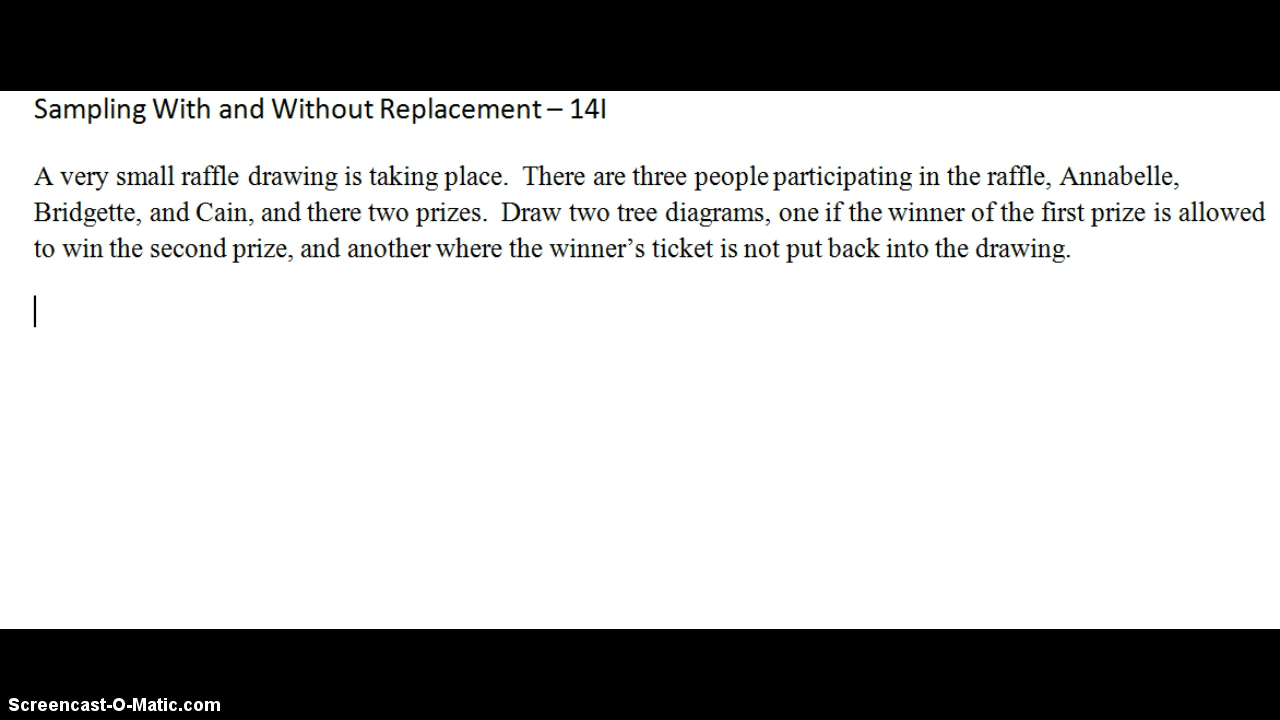 Sampling With and Without Replacement – 14I
A very small raffle drawing is taking place.  There are three people participating in the raffle, Annabelle,
Bridgette, and Cain, and there two prizes.  Draw two tree diagrams, one if the winner of the first prize is allowed
to win the second prize, and another where the winner’s ticket is not put back into the drawing.
Screencast-O-Matic.com